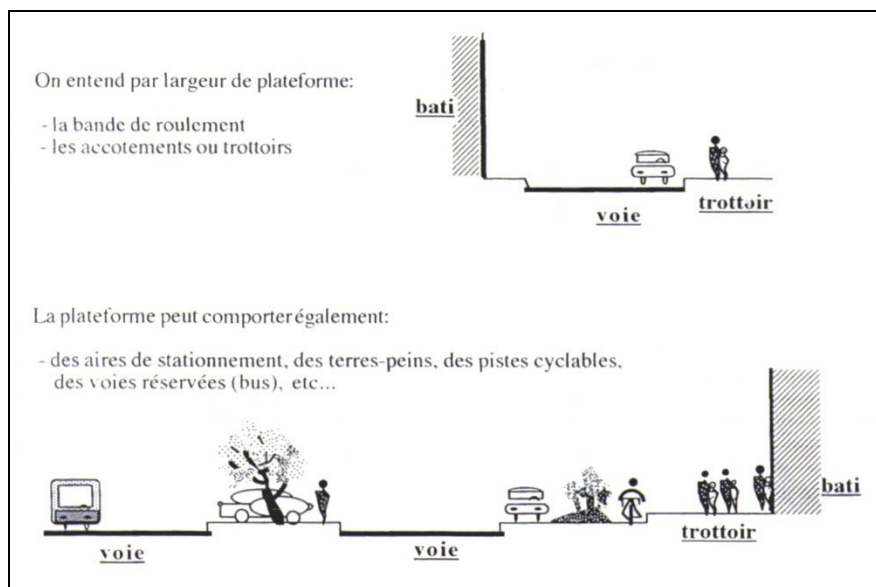 On entend par largeur de plateforme:
bati
- la bande de roulement
- les accotements ou trottoirs
voie
trottoir
La plateforme peut comporter également:
- des aires de stationnement, des terres-peins, des pistes cyclables,
des voies réservées (bus), etc...
bati
trottoir
voie
voie